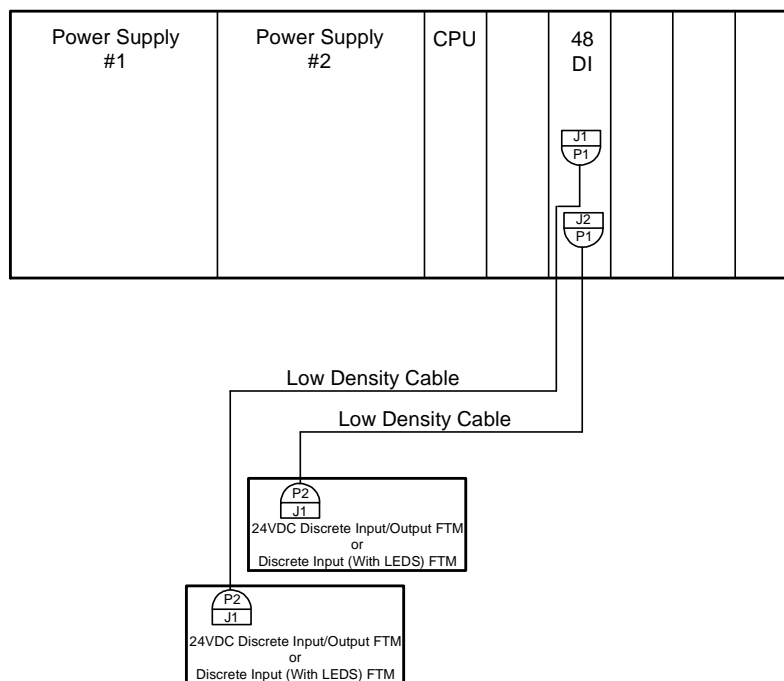 Power Supply
#1
Power Supply
#2
CPU
48
DI
J1
P1
J2
P1
Low Density Cable
Low Density Cable
P2
J1
24VDC Discrete Input/Output FTM
or
Discrete Input (With LEDS) FTM
P2
J1
24VDC Discrete Input/Output FTM
or
Discrete Input (With LEDS) FTM